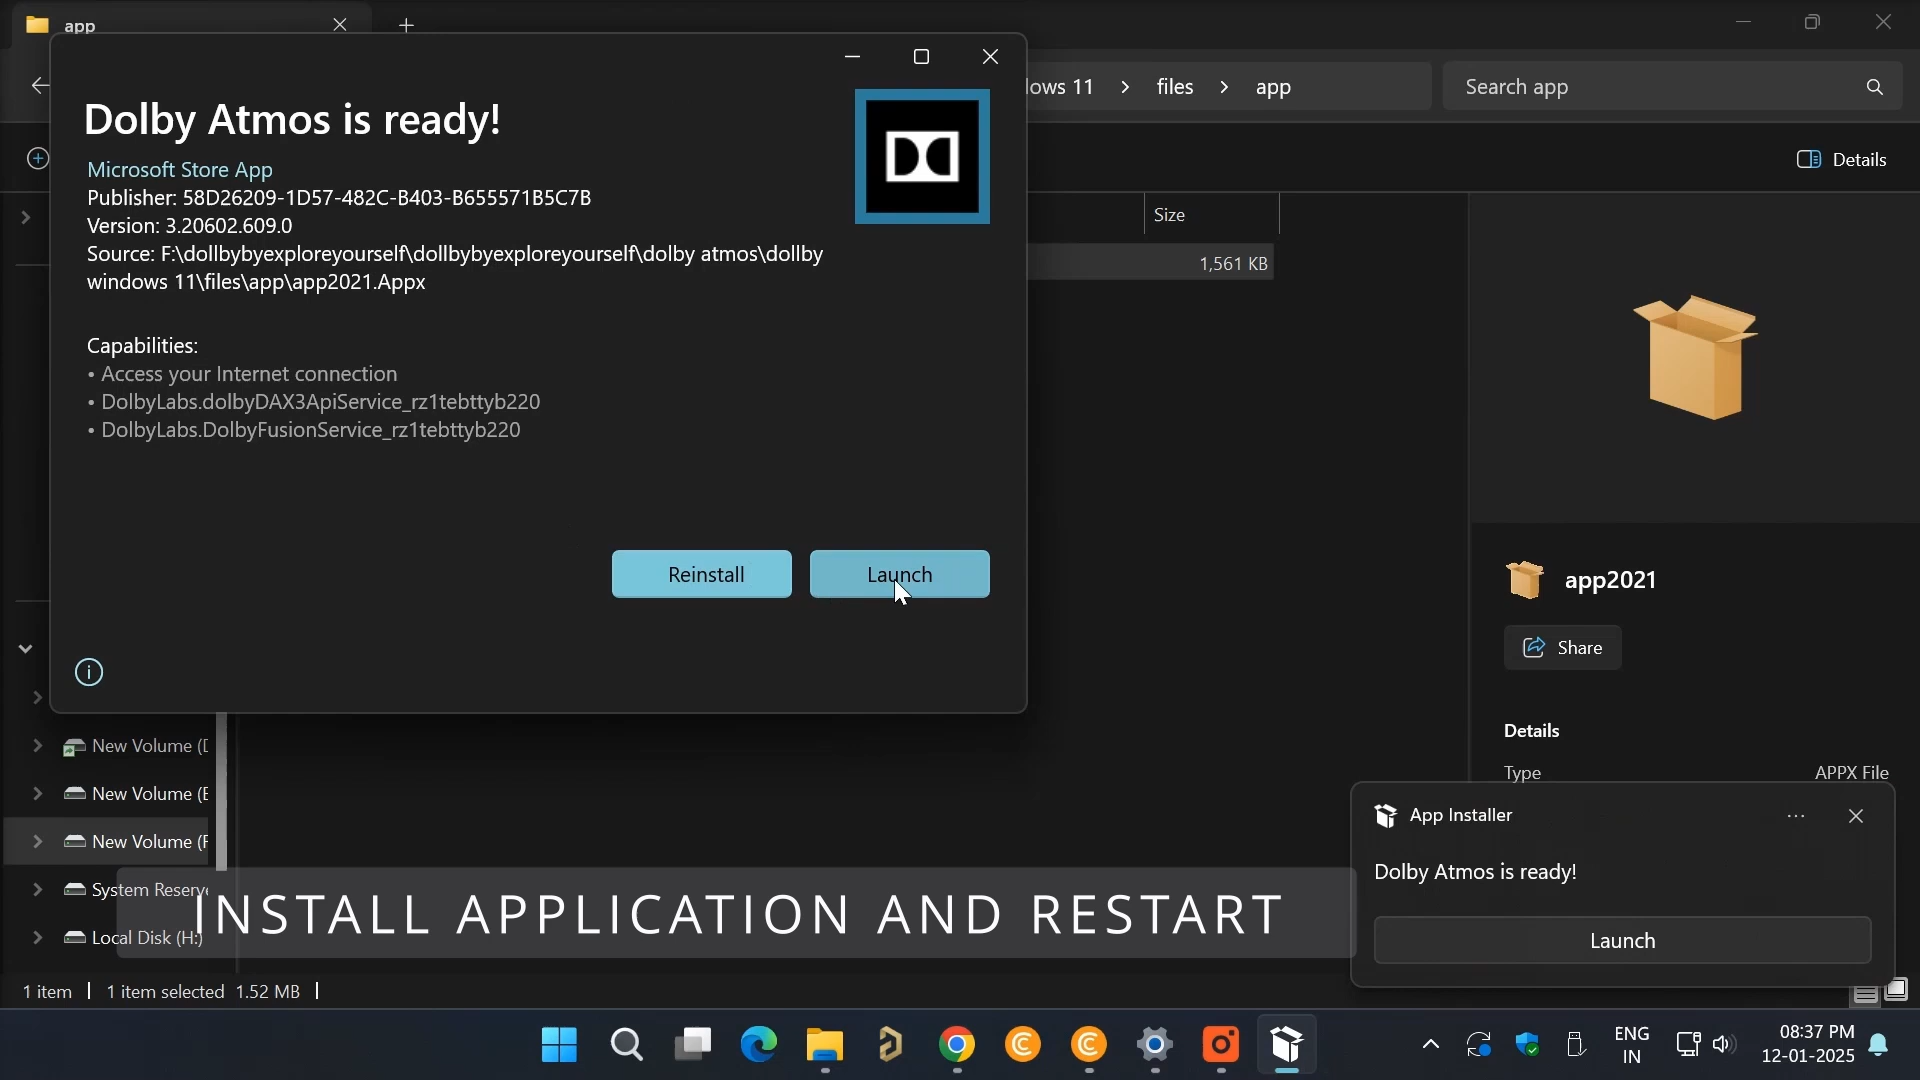 app
Dolby Atmos is ready!
Microsoft Store App
Publisher: 58D26209-1D57-482C-B403-B655571B5C7B
Version: 3.20602.609.0
Source: F:\dollbybyexploreyourself\dollbybyexploreyourself\dolby atmos\dollby
windows 11\files\app\app2021.Appx
Capabilities:
• Access your Internet connection
• DolbyLabs.dolbyDAX3ApiService_rz1tebttyb220
• DolbyLabs.DolbyFusionService_rz1tebttyb220
Reinstall
Launch
lows 11 > files > app
Search app
Details
Size
1,561 KB
app2021
Share
Details
Type APPX File
New Volume (D
New Volume (E
New Volume (F
System Reserve
Local Disk (H:)
INSTALL APPLICATION AND RESTART
App Installer
Dolby Atmos is ready!
Launch
1 item | 1 item selected 1.52 MB |
ENG
IN
08:37 PM
12-01-2025